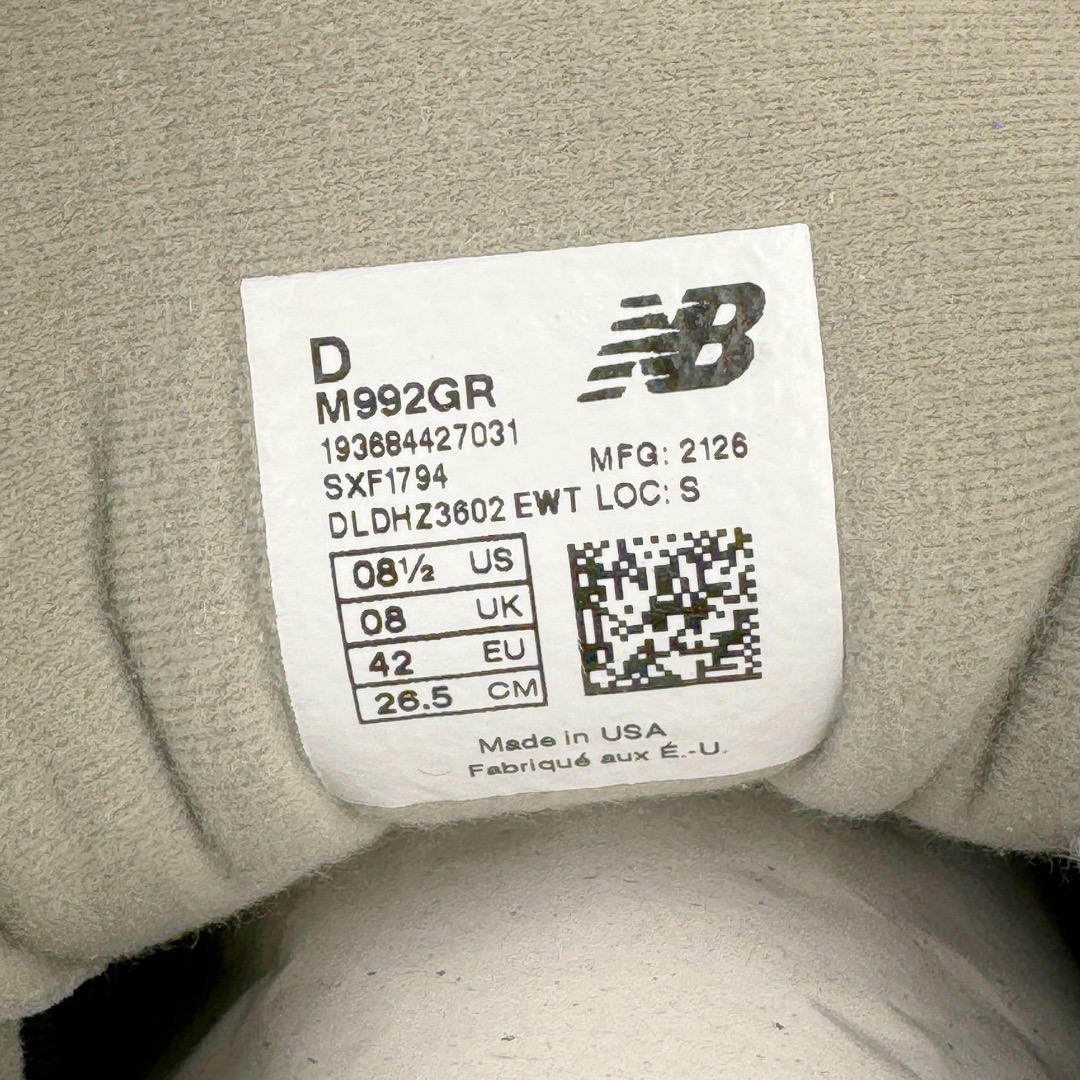 NB
D
M992GR
193684427031
SXF1794
MFG: 2126
DLDHZ3602 EWT LOC: S
08½ US
08 UK
42 EU
26.5 CM
Made in USA
Fabriqué aux É.-U.